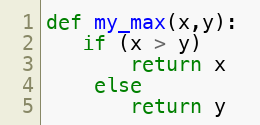 1 def my_max(x,y):
2    if (x > y)
3        return x
4     else
5        return y